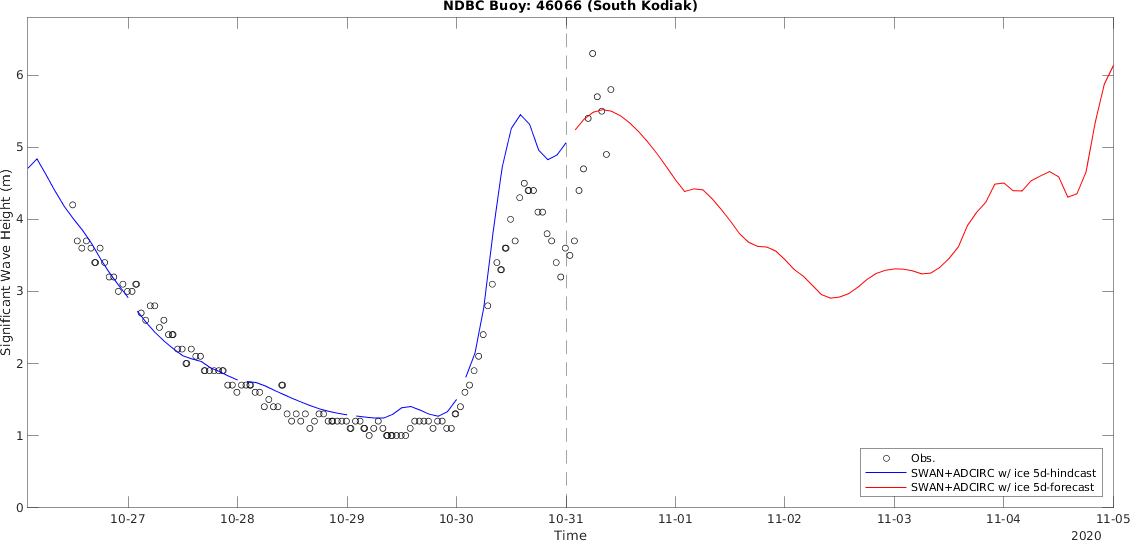 NDBC Buoy: 46066 (South Kodiak)
Significant Wave Height (m)
6
5
4
3
2
1
0
Obs.
SWAN+ADCIRC w/ ice 5d-hindcast
SWAN+ADCIRC w/ ice 5d-forecast
10-27 10-28 10-29 10-30 10-31 11-01 11-02 11-03 11-04 11-05
Time
2020